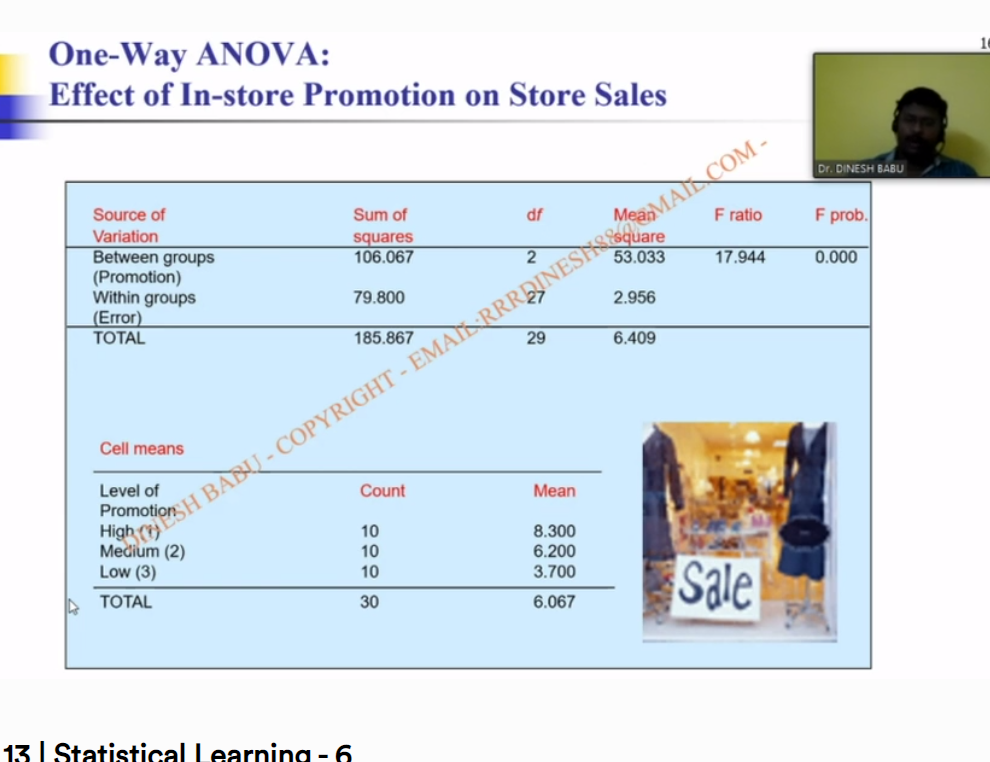 One-Way ANOVA:
Effect of In-store Promotion on Store Sales
Dr. DINESH BABU
Source of Variation Sum of squares df Mean square F ratio F prob.
Between groups (Promotion) 106.067 2 53.033 17.944 0.000
Within groups (Error) 79.800 27 2.956
TOTAL 185.867 29 6.409
DINESH BABU - COPYRIGHT - EMAIL:RRRDINESH88@GMAIL.COM -
Cell means
Level of Promotion Count Mean
High (1) 10 8.300
Medium (2) 10 6.200
Low (3) 10 3.700
TOTAL 30 6.067
Sale
13 | Statistical Learning - 6